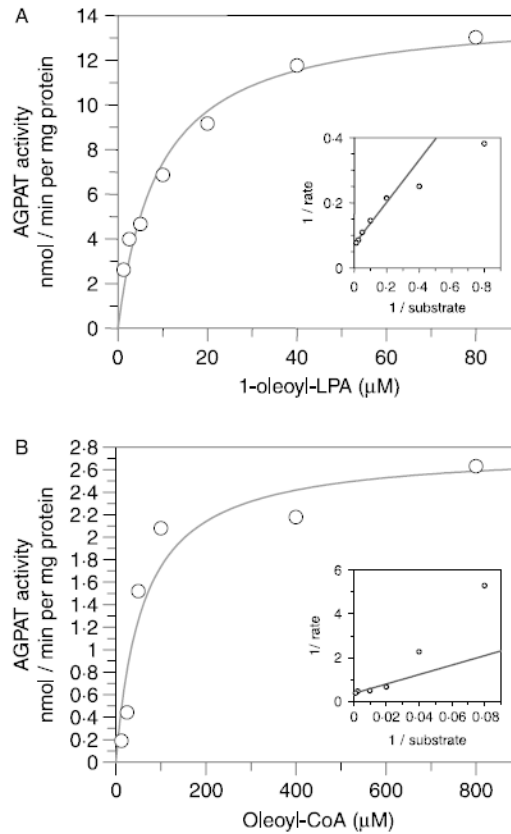 A
14
12
10
8
6
4
2
0
AGPAT activity
nmol / min per mg protein
0 20 40 60 80
1-oleoyl-LPA (μM)
0·4
0·2
0
1 / rate
0 0·2 0·4 0·6 0·8
1 / substrate
B
2·8
2·6
2·4
2·2
2
1·8
1·6
1·4
1·2
1
0·8
0·6
0·4
0·2
0
AGPAT activity
nmol / min per mg protein
0 200 400 600 800
Oleoyl-CoA (μM)
6
4
2
0
1/ rate
0 0·02 0·04 0·06 0·08
1 / substrate